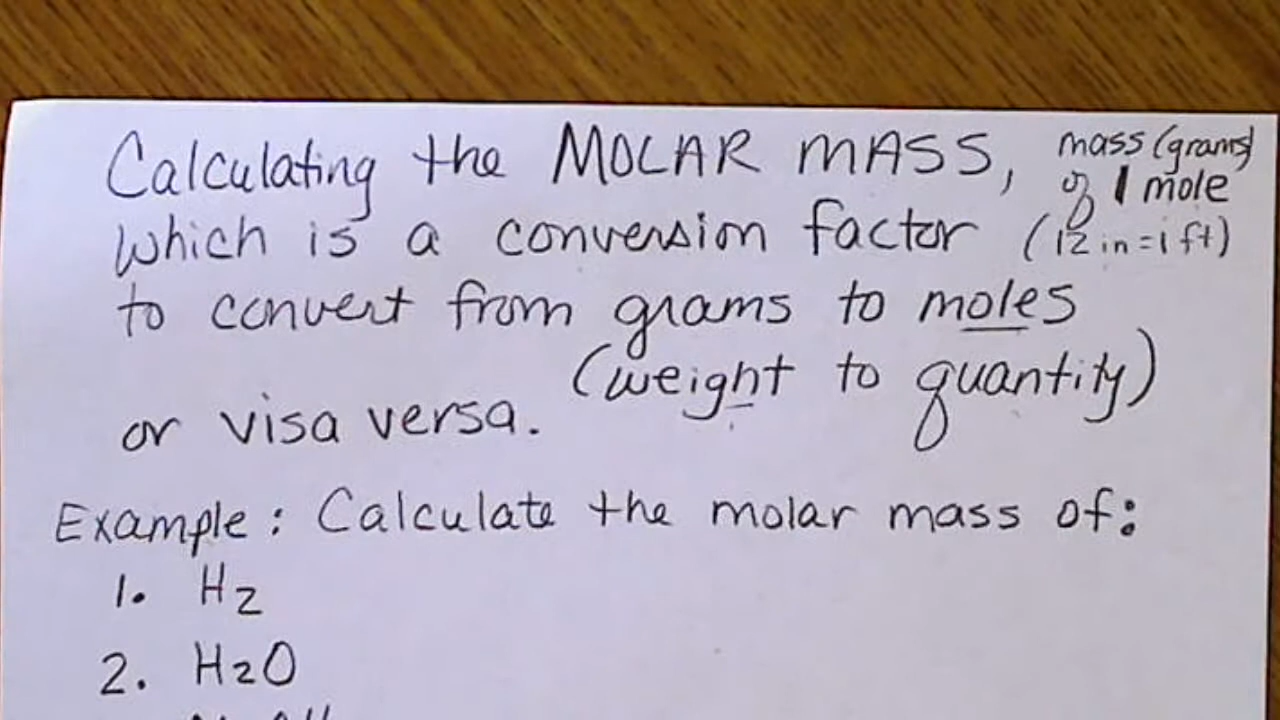 Calculating the MOLAR MASS, mass (grams)
of 1 mole
which is a conversion factor (12 in = 1 ft)
to convert from grams to moles
(weight to quantity)
or visa versa.
Example: Calculate the molar mass of:
1. H2
2. H2O